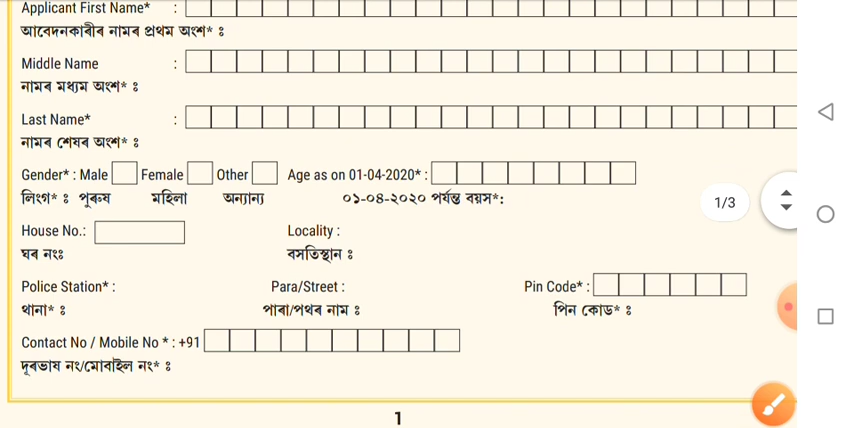 Applicant First Name* :
আবেদনকাৰীৰ নামৰ প্ৰথম অংশ* ঃ
Middle Name :
নামৰ মধ্যম অংশ* ঃ
Last Name* :
নামৰ শেষৰ অংশ* ঃ
Gender* : Male Female Other Age as on 01-04-2020* :
লিংগ* ঃ পুৰুষ মহিলা অন্যান্য ০১-০৪-২০২০ পৰ্যন্ত বয়স*:
1/3
House No.: Locality :
ঘৰ নংঃ বসতিস্থান ঃ
Police Station* : Para/Street : Pin Code* :
থানা* ঃ পাৰা/পথৰ নাম ঃ পিন কোড* ঃ
Contact No / Mobile No * : +91
দূৰভাষ নং/মোবাইল নং* ঃ
1